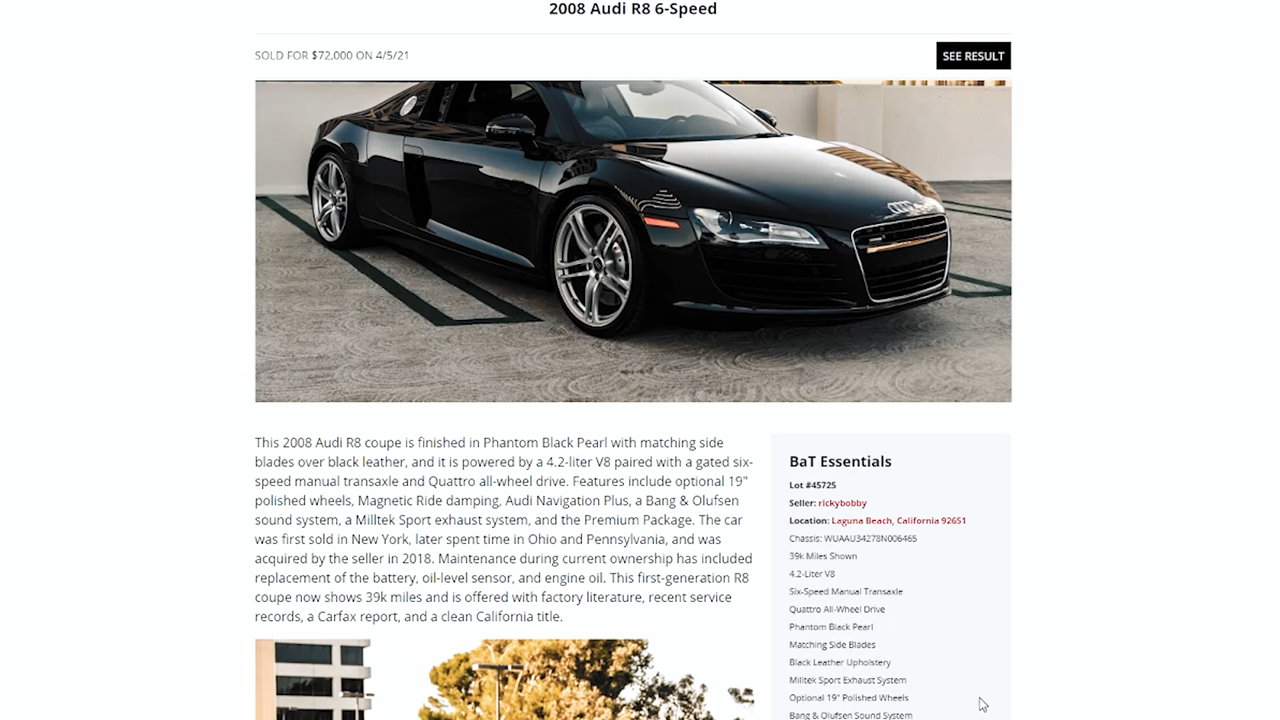 2008 Audi R8 6-Speed
SOLD FOR $72,000 ON 4/5/21
SEE RESULT
This 2008 Audi R8 coupe is finished in Phantom Black Pearl with matching side
blades over black leather, and it is powered by a 4.2-liter V8 paired with a gated six-
speed manual transaxle and Quattro all-wheel drive. Features include optional 19"
polished wheels, Magnetic Ride damping, Audi Navigation Plus, a Bang & Olufsen
sound system, a Milltek Sport exhaust system, and the Premium Package. The car
was first sold in New York, later spent time in Ohio and Pennsylvania, and was
acquired by the seller in 2018. Maintenance during current ownership has included
replacement of the battery, oil-level sensor, and engine oil. This first-generation R8
coupe now shows 39k miles and is offered with factory literature, recent service
records, a Carfax report, and a clean California title.
BaT Essentials
Lot #45725
Seller: rickybobby
Location: Laguna Beach, California 92651
Chassis: WUAAU34278N006465
39k Miles Shown
4.2-Liter V8
Six-Speed Manual Transaxle
Quattro All-Wheel Drive
Phantom Black Pearl
Matching Side Blades
Black Leather Upholstery
Milltek Sport Exhaust System
Optional 19" Polished Wheels
Bang & Olufsen Sound System